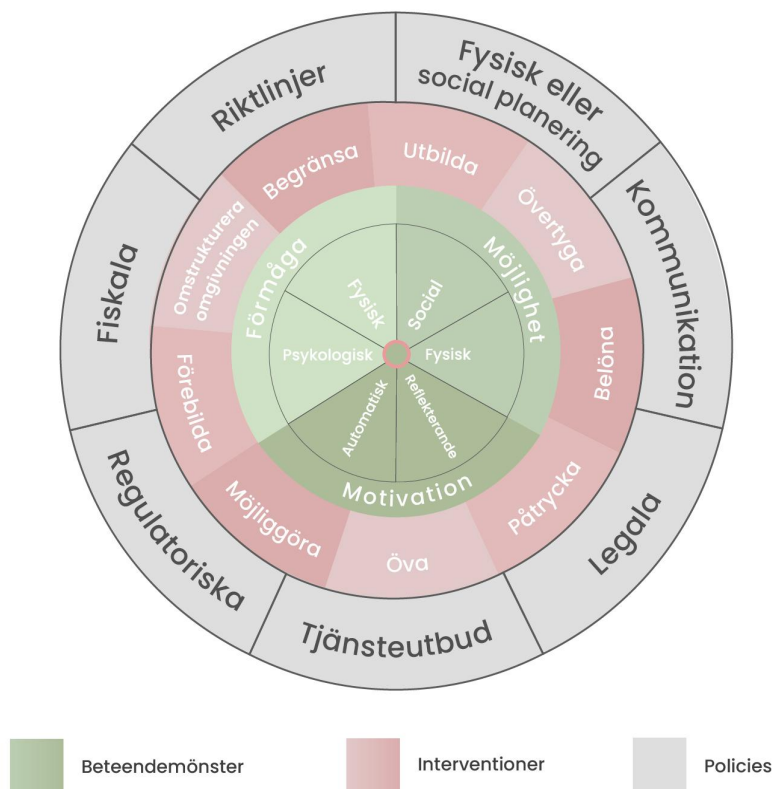 Riktlinjer
Fysisk eller
social planering
Kommunikation
Legala
Tjänsteutbud
Regulatoriska
Fiskala
Begränsa
Utbilda
Övertyga
Belöna
Påtrycka
Öva
Möjliggöra
Förebilda
Omstrukturera
omgivningen
Förmåga
Möjlighet
Motivation
Fysisk
Social
Psykologisk
Fysisk
Automatisk
Reflekterande
Beteendemönster
Interventioner
Policies